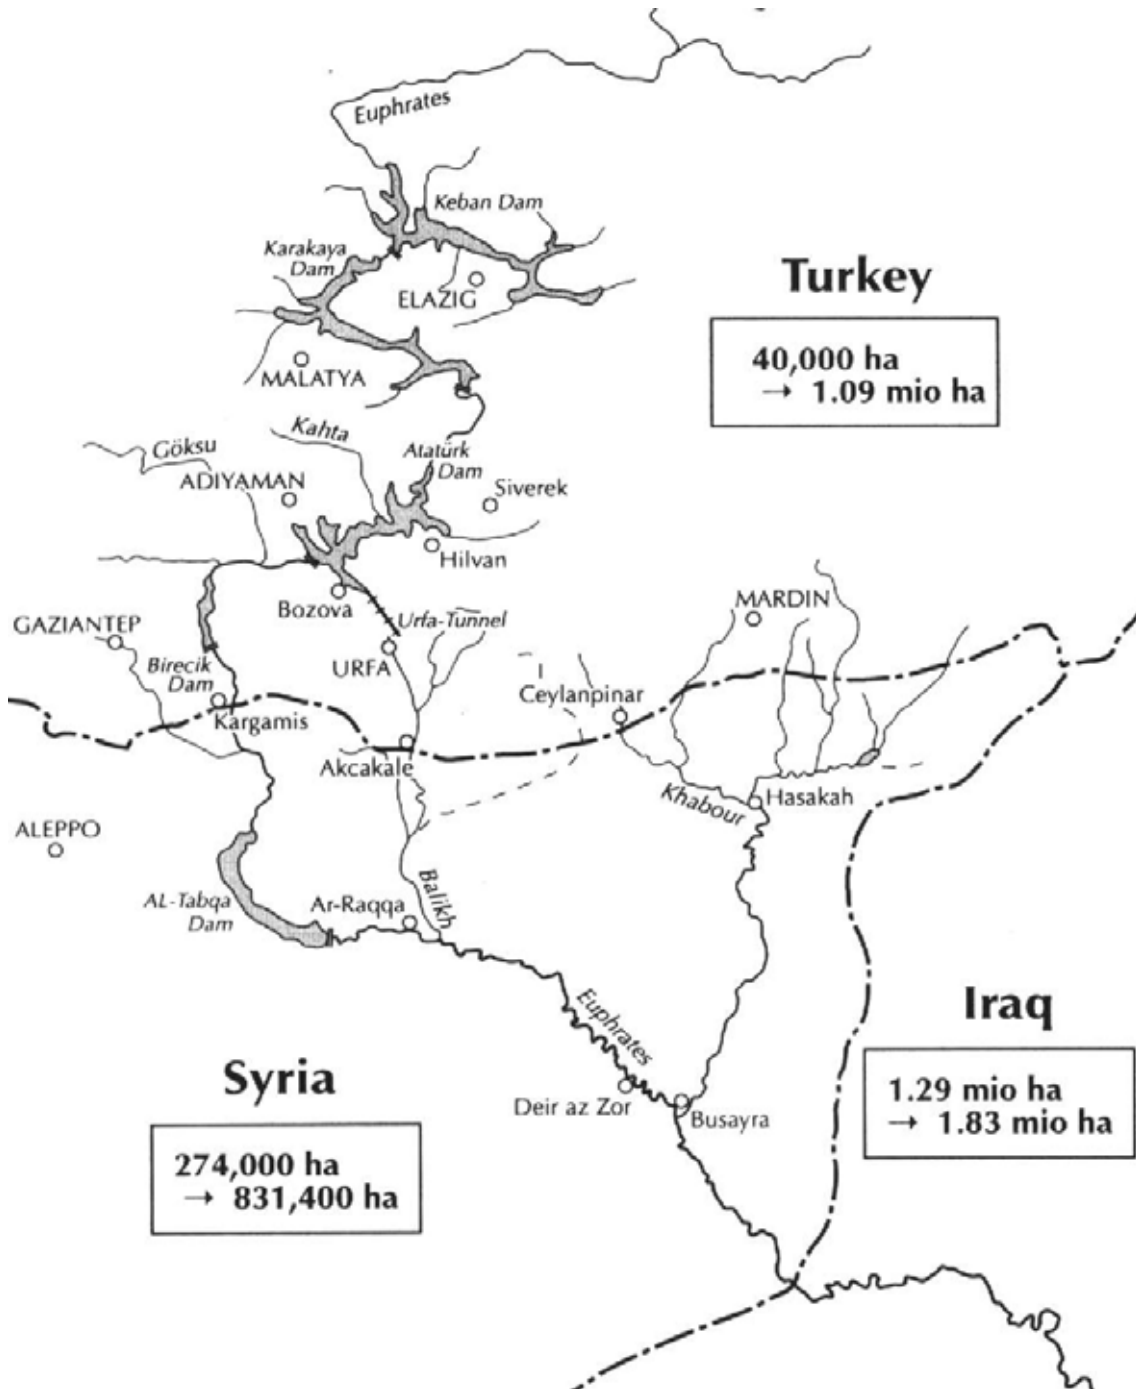 Euphrates
Keban Dam
Karakaya
Dam
ELAZIG
Turkey
40,000 ha
→ 1.09 mio ha
MALATYA
Kahta
Göksu
Atatürk
Dam
ADIYAMAN
Siverek
Hilvan
Bozova
Urfa-Tunnel
MARDIN
GAZIANTEP
URFA
Birecik
Dam
Ceylanpinar
Kargamis
Akcakale
Khabour
Hasakah
ALEPPO
Balikh
AL-Tabqa
Dam
Ar-Raqqa
Euphrates
Iraq
1.29 mio ha
→ 1.83 mio ha
Syria
274,000 ha
→ 831,400 ha
Deir az Zor
Busayra